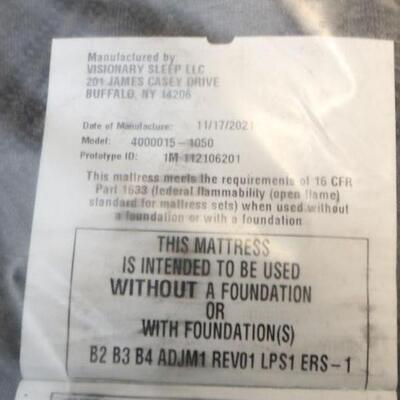 Manufactured by:
VISIONARY SLEEP LLC
201 JAMES CASEY DRIVE
BUFFALO, NY 14206
Date of Manufacture: 11/17/2021
Model: 4000015-1050
Prototype ID: 1M-112106201
This mattress meets the requirements of 16 CFR
Part 1633 (federal flammability (open flame)
standard for mattress sets) when used without
a foundation or with a foundation
THIS MATTRESS
IS INTENDED TO BE USED
WITHOUT A FOUNDATION
OR
WITH FOUNDATION(S)
B2 B3 B4 ADJM1 REV01 LPS1 ERS-1